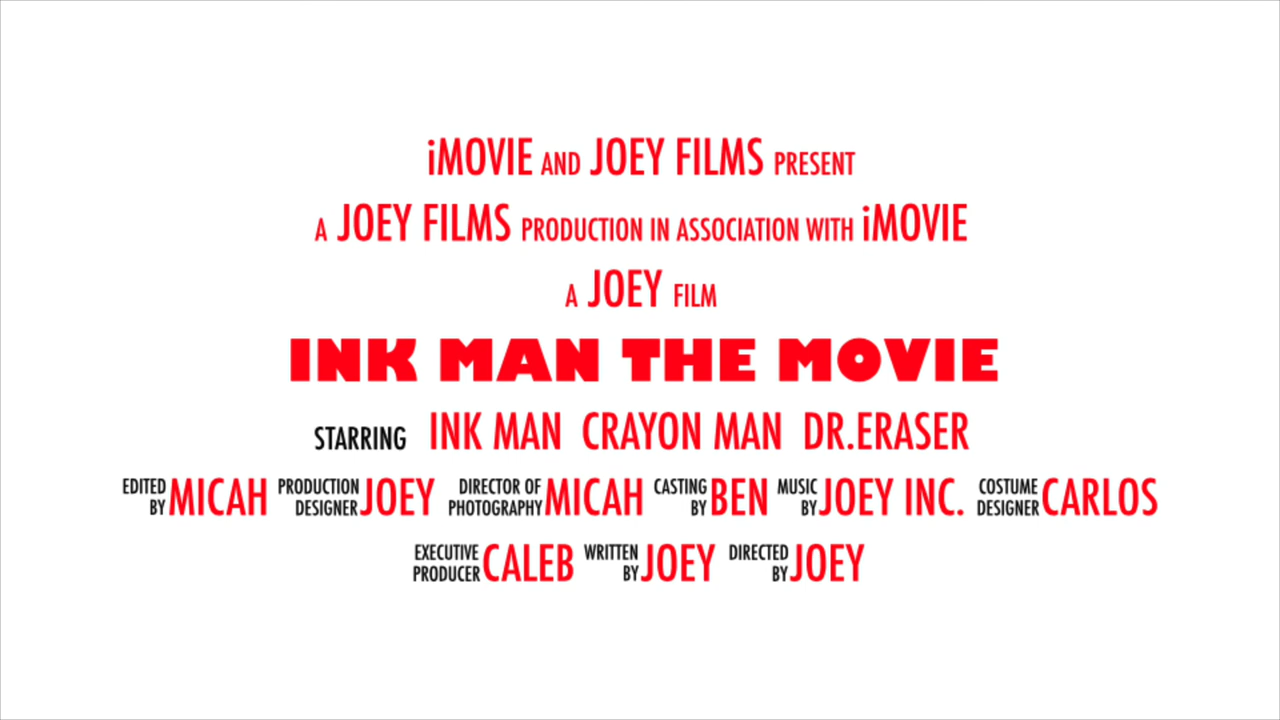 iMOVIE AND JOEY FILMS PRESENT
A JOEY FILMS PRODUCTION IN ASSOCIATION WITH iMOVIE
A JOEY FILM
INK MAN THE MOVIE
STARRING INK MAN CRAYON MAN DR.ERASER
EDITED BY MICAH PRODUCTION DESIGNER JOEY DIRECTOR OF PHOTOGRAPHY MICAH CASTING BY BEN MUSIC BY JOEY INC. COSTUME DESIGNER CARLOS
EXECUTIVE PRODUCER CALEB WRITTEN BY JOEY DIRECTED BY JOEY